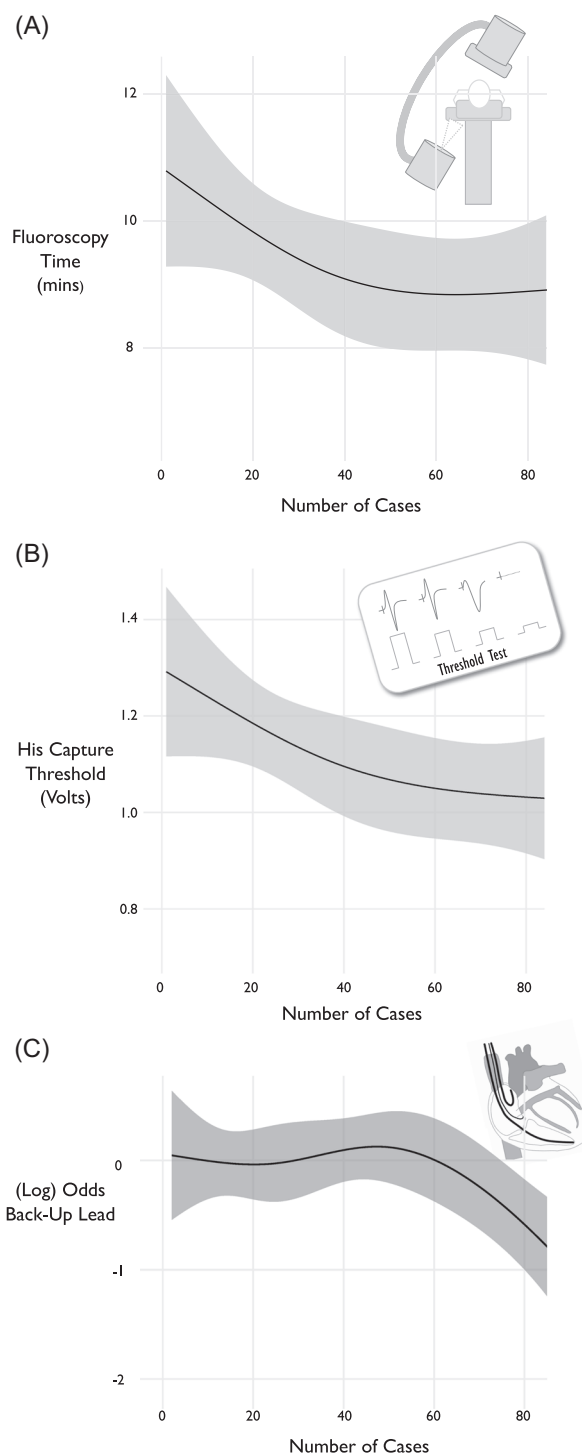 (A)
12
10
Fluoroscopy
Time
(mins)
8
0 20 40 60 80
Number of Cases
(B)
1.4
Threshold Test
1.2
His Capture
Threshold
(Volts)
1.0
0.8
0 20 40 60 80
Number of Cases
(C)
0
(Log) Odds
Back-Up Lead
-1
-2
0 20 40 60 80
Number of Cases